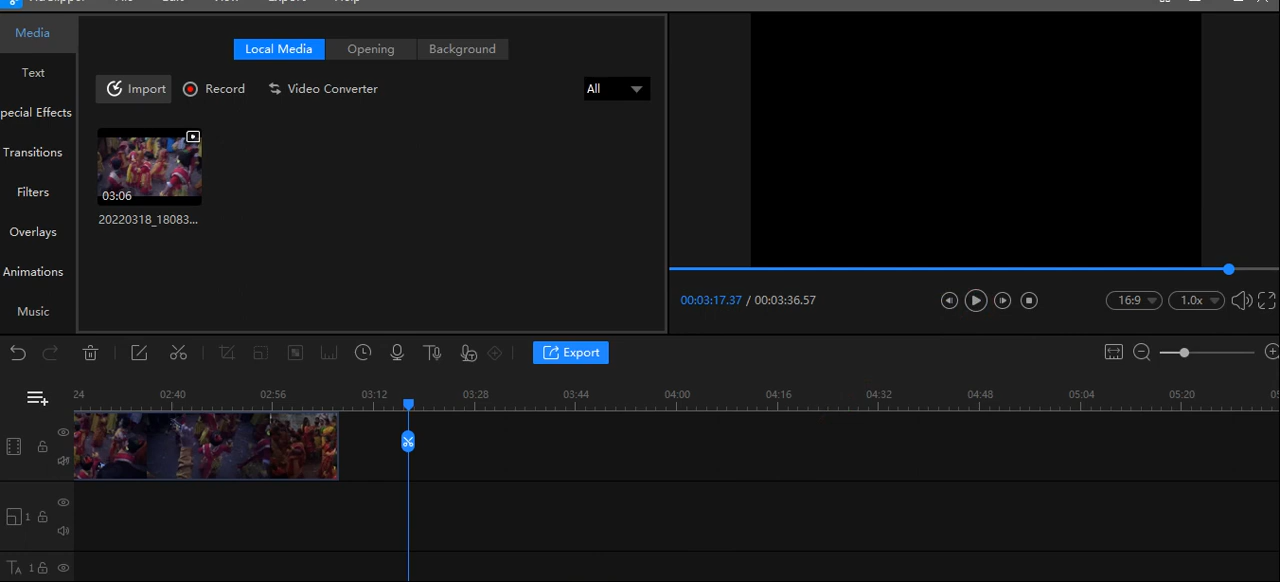 Media
Local Media Opening Background
Text
Import Record Video Converter All
pecial Effects
Transitions
Filters
03:06
20220318_18083...
Overlays
Animations
Music
00:03:17.37 / 00:03:36.57 16:9 1.0x
Export
24 02:40 02:56 03:12 03:28 03:44 04:00 04:16 04:32 04:48 05:04 05:20
1
1